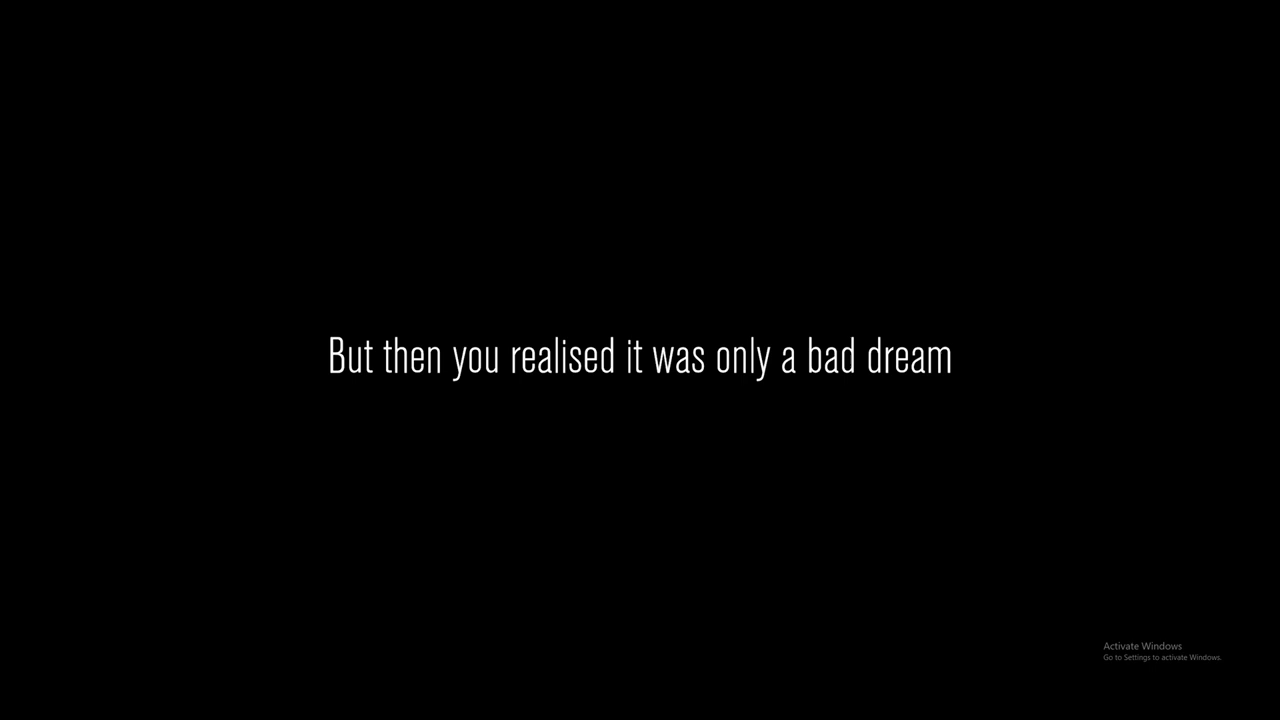 But then you realised it was only a bad dream
Activate Windows
Go to Settings to activate Windows.